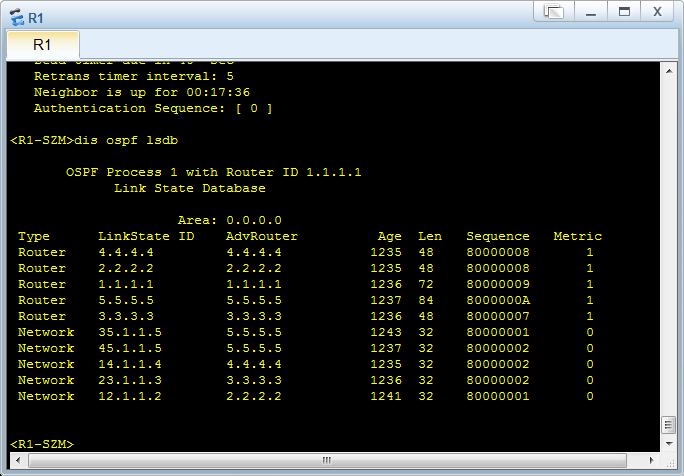 R1
R1
Retrans timer interval: 5
Neighbor is up for 00:17:36
Authentication Sequence: [ 0 ]
<R1-SZM>dis ospf lsdb
OSPF Process 1 with Router ID 1.1.1.1
Link State Database
Area: 0.0.0.0
Type LinkState ID AdvRouter Age Len Sequence Metric
Router 4.4.4.4 4.4.4.4 1235 48 80000008 1
Router 2.2.2.2 2.2.2.2 1235 48 80000008 1
Router 1.1.1.1 1.1.1.1 1236 72 80000009 1
Router 5.5.5.5 5.5.5.5 1237 84 8000000A 1
Router 3.3.3.3 3.3.3.3 1236 48 80000007 1
Network 35.1.1.5 5.5.5.5 1243 32 80000001 0
Network 45.1.1.5 5.5.5.5 1237 32 80000002 0
Network 14.1.1.4 4.4.4.4 1235 32 80000002 0
Network 23.1.1.3 3.3.3.3 1236 32 80000002 0
Network 12.1.1.2 2.2.2.2 1241 32 80000001 0
<R1-SZM>